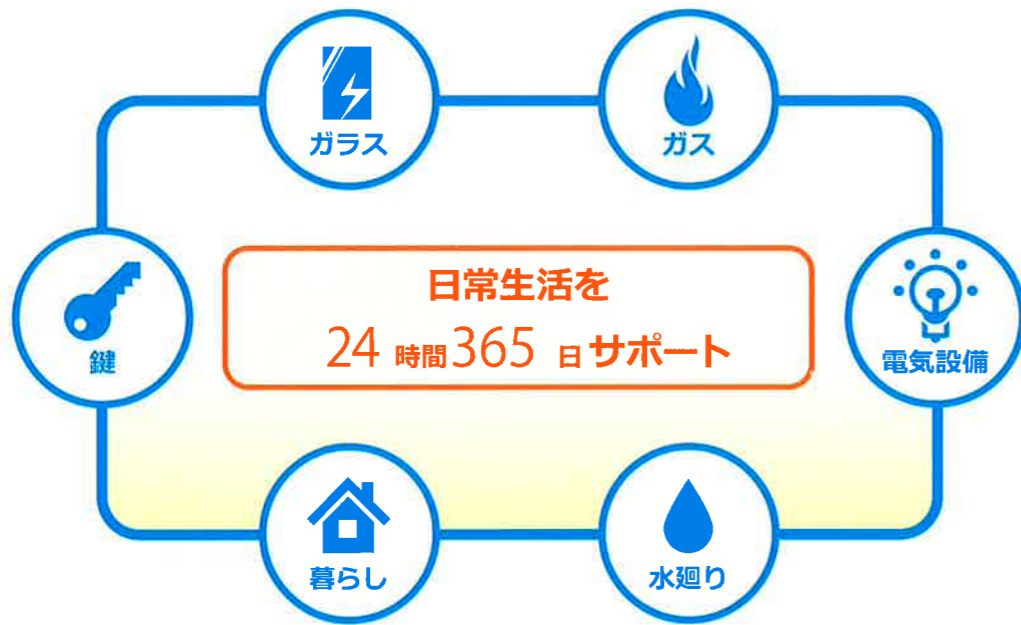 ガラス
ガス
鍵
日常生活を
24 時間 365 日 サポート
電気設備
暮らし
水廻り